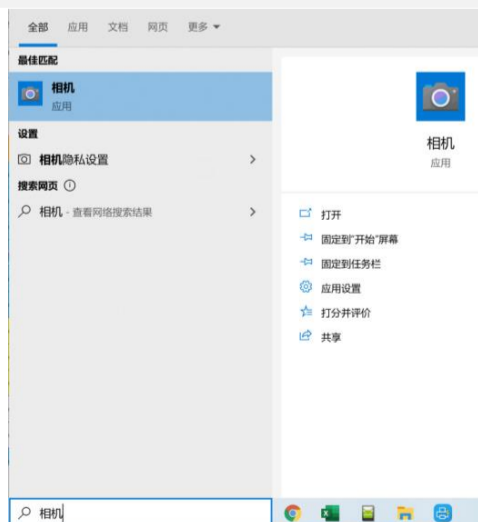 全部 应用 文档 网页 更多
最佳匹配
相机
应用
设置
相机隐私设置
搜索网页
相机 - 查看网络搜索结果
相机
应用
打开
固定到"开始"屏幕
固定到任务栏
应用设置
打分并评价
共享
相机